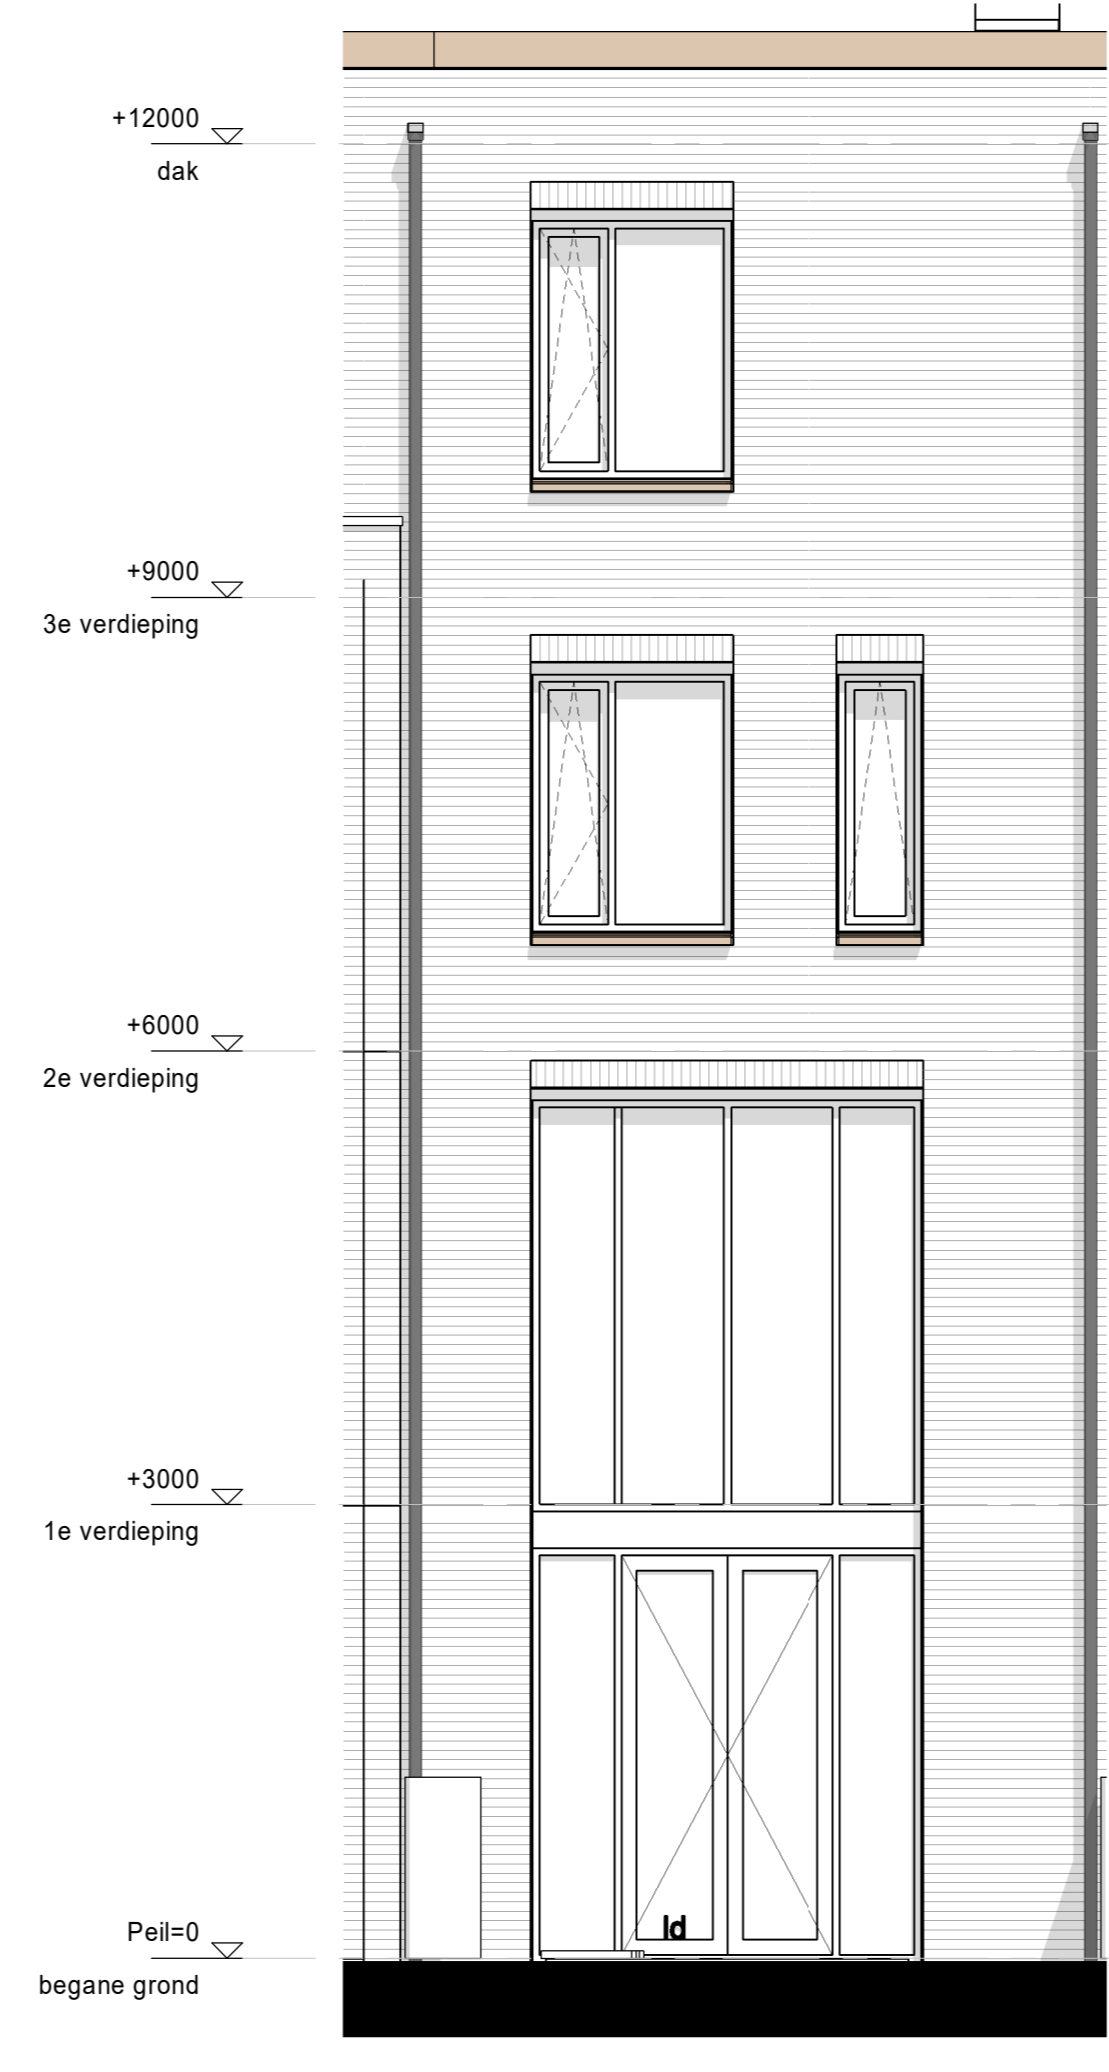 +12000
dak
+9000
3e verdieping
+6000
2e verdieping
+3000
1e verdieping
ld
Peil=0
begane grond